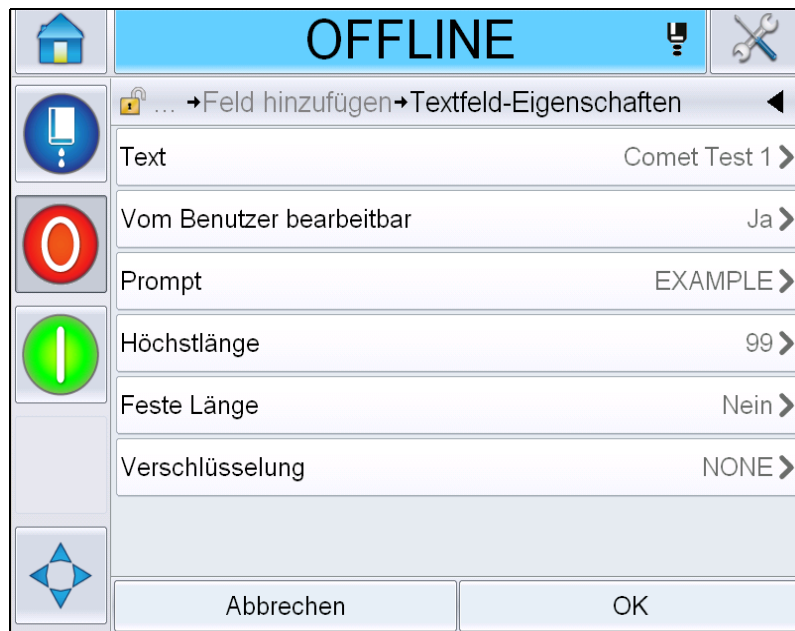 OFFLINE
... →Feld hinzufügen→Textfeld-Eigenschaften
Text Comet Test 1
Vom Benutzer bearbeitbar Ja
Prompt EXAMPLE
Höchstlänge 99
Feste Länge Nein
Verschlüsselung NONE
Abbrechen OK